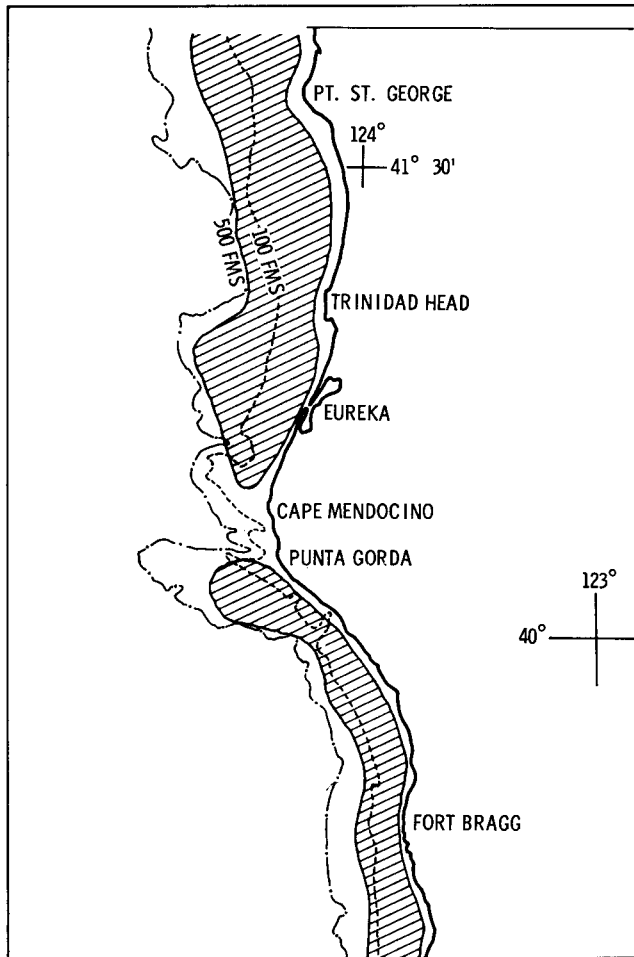 PT. ST. GEORGE
124°
41° 30'
500 FMS
100 FMS
TRINIDAD HEAD
EUREKA
CAPE MENDOCINO
PUNTA GORDA
123°
40°
FORT BRAGG